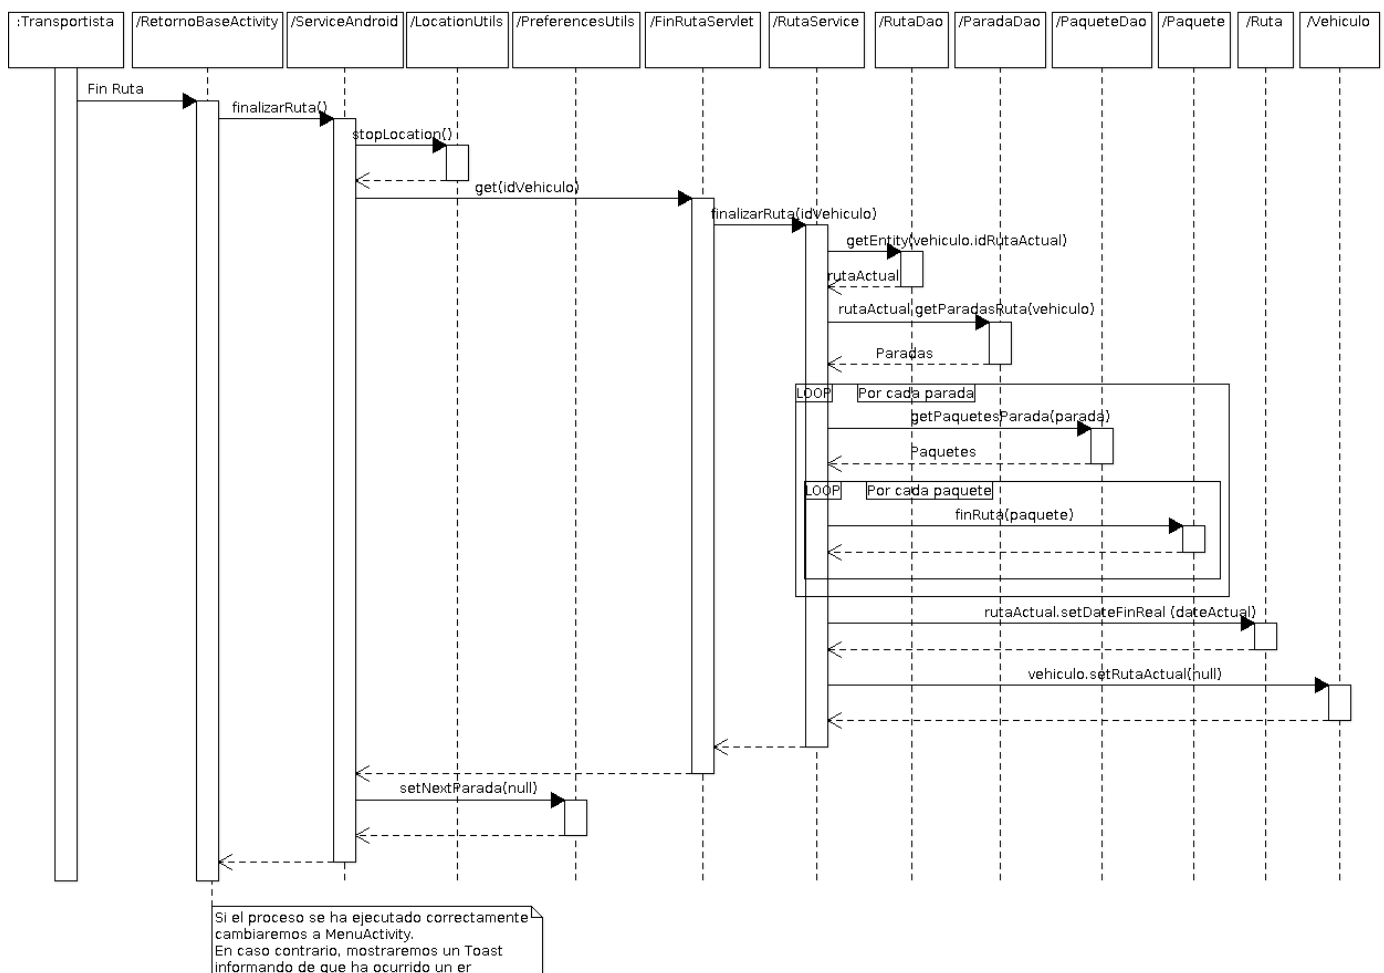 :Transportista
/RetornoBaseActivity
/ServiceAndroid
/LocationUtils
/PreferencesUtils
/FinRutaServlet
/RutaService
/RutaDao
/ParadaDao
/PaqueteDao
/Paquete
/Ruta
/Vehiculo
Fin Ruta
finalizarRuta()
stopLocation()
get(idVehiculo)
finalizarRuta(idVehiculo)
getEntity(vehiculo.idRutaActual)
rutaActual
rutaActual.getParadasRuta(vehiculo)
Paradas
LOOP Por cada parada
getPaquetesParada(parada)
Paquetes
LOOP Por cada paquete
finRuta(paquete)
rutaActual.setDateFinReal (dateActual)
vehiculo.setRutaActual(null)
setNextParada(null)
Si el proceso se ha ejecutado correctamente
cambiaremos a MenuActivity.
En caso contrario, mostraremos un Toast
informando de que ha ocurrido un er